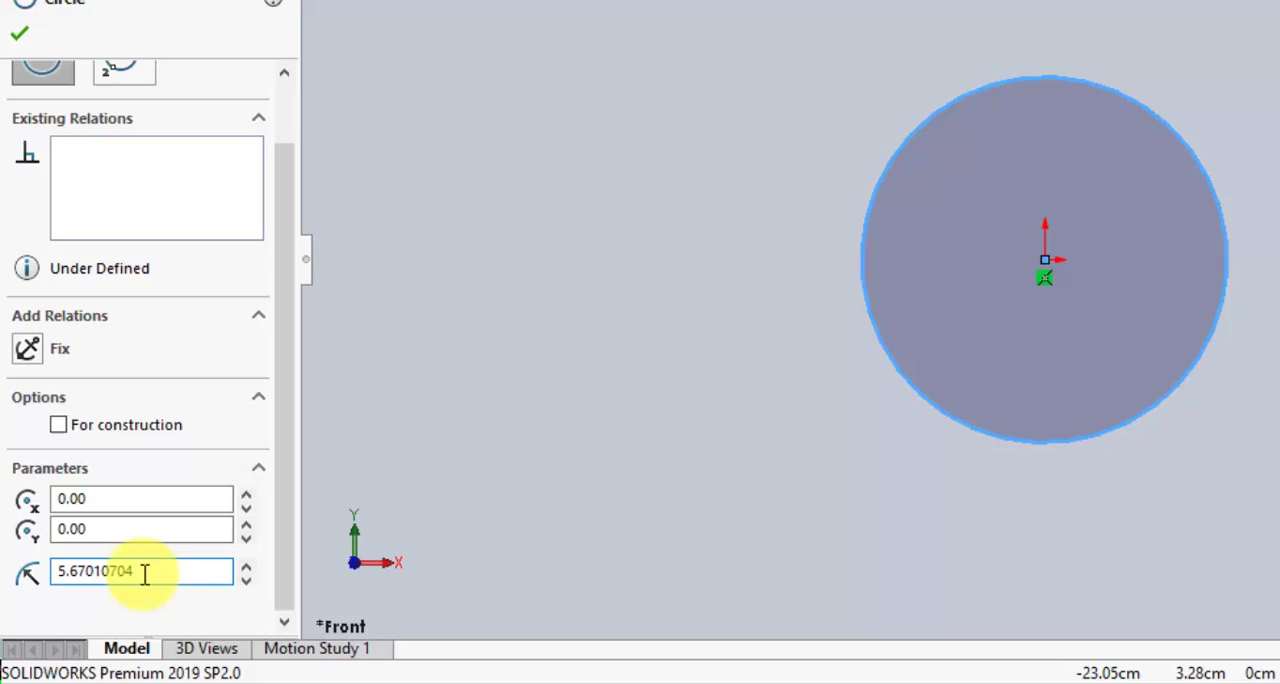 Circle
2
Existing Relations
Under Defined
Add Relations
Fix
Options
For construction
Parameters
X 0.00
Y 0.00
5.67010704
Y
X
*Front
Model 3D Views Motion Study 1
SOLIDWORKS Premium 2019 SP2.0 -23.05cm 3.28cm 0cm